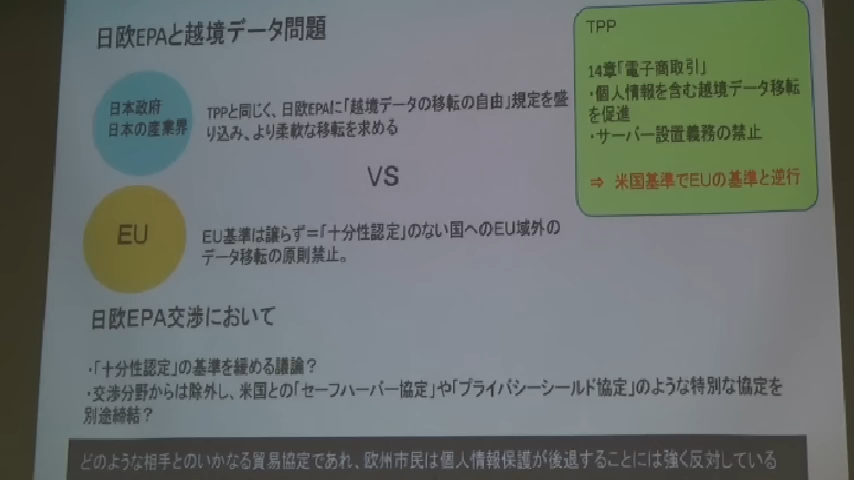 日欧EPAと越境データ問題
日本政府
日本の産業界
TPPと同じく、日欧EPAに「越境データの移転の自由」規定を盛
り込み、より柔軟な移転を求める
VS
EU
EU基準は譲らず＝「十分性認定」のない国へのEU域外の
データ移転の原則禁止。
TPP
14章「電子商取引」
・個人情報を含む越境データ移転
を促進
・サーバー設置義務の禁止
⇒ 米国基準でEUの基準と逆行
日欧EPA交渉において
・「十分性認定」の基準を緩める議論？
・交渉分野からは除外し、米国との「セーフハーバー協定」や「プライバシーシールド協定」のような特別な協定を
別途締結？
どのような相手とのいかなる貿易協定であれ、欧州市民は個人情報保護が後退することには強く反対している